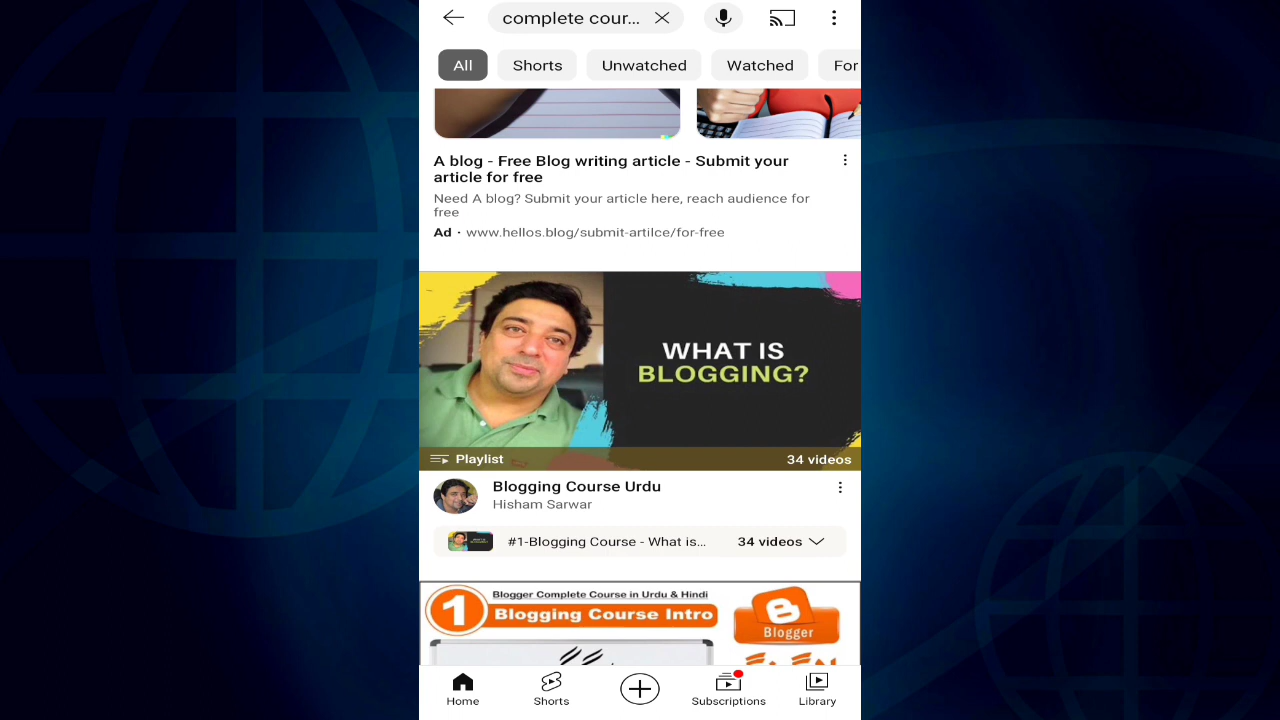 complete cour...
All
Shorts
Unwatched
Watched
For
A blog - Free Blog writing article - Submit your
article for free
Need A blog? Submit your article here, reach audience for
free
Ad · www.hellos.blog/submit-artilce/for-free
WHAT IS
BLOGGING?
Playlist
34 videos
Blogging Course Urdu
Hisham Sarwar
#1-Blogging Course - What is...
34 videos
1
Blogger Complete Course in Urdu & Hindi
Blogging Course Intro
Blogger
Home
Shorts
Subscriptions
Library